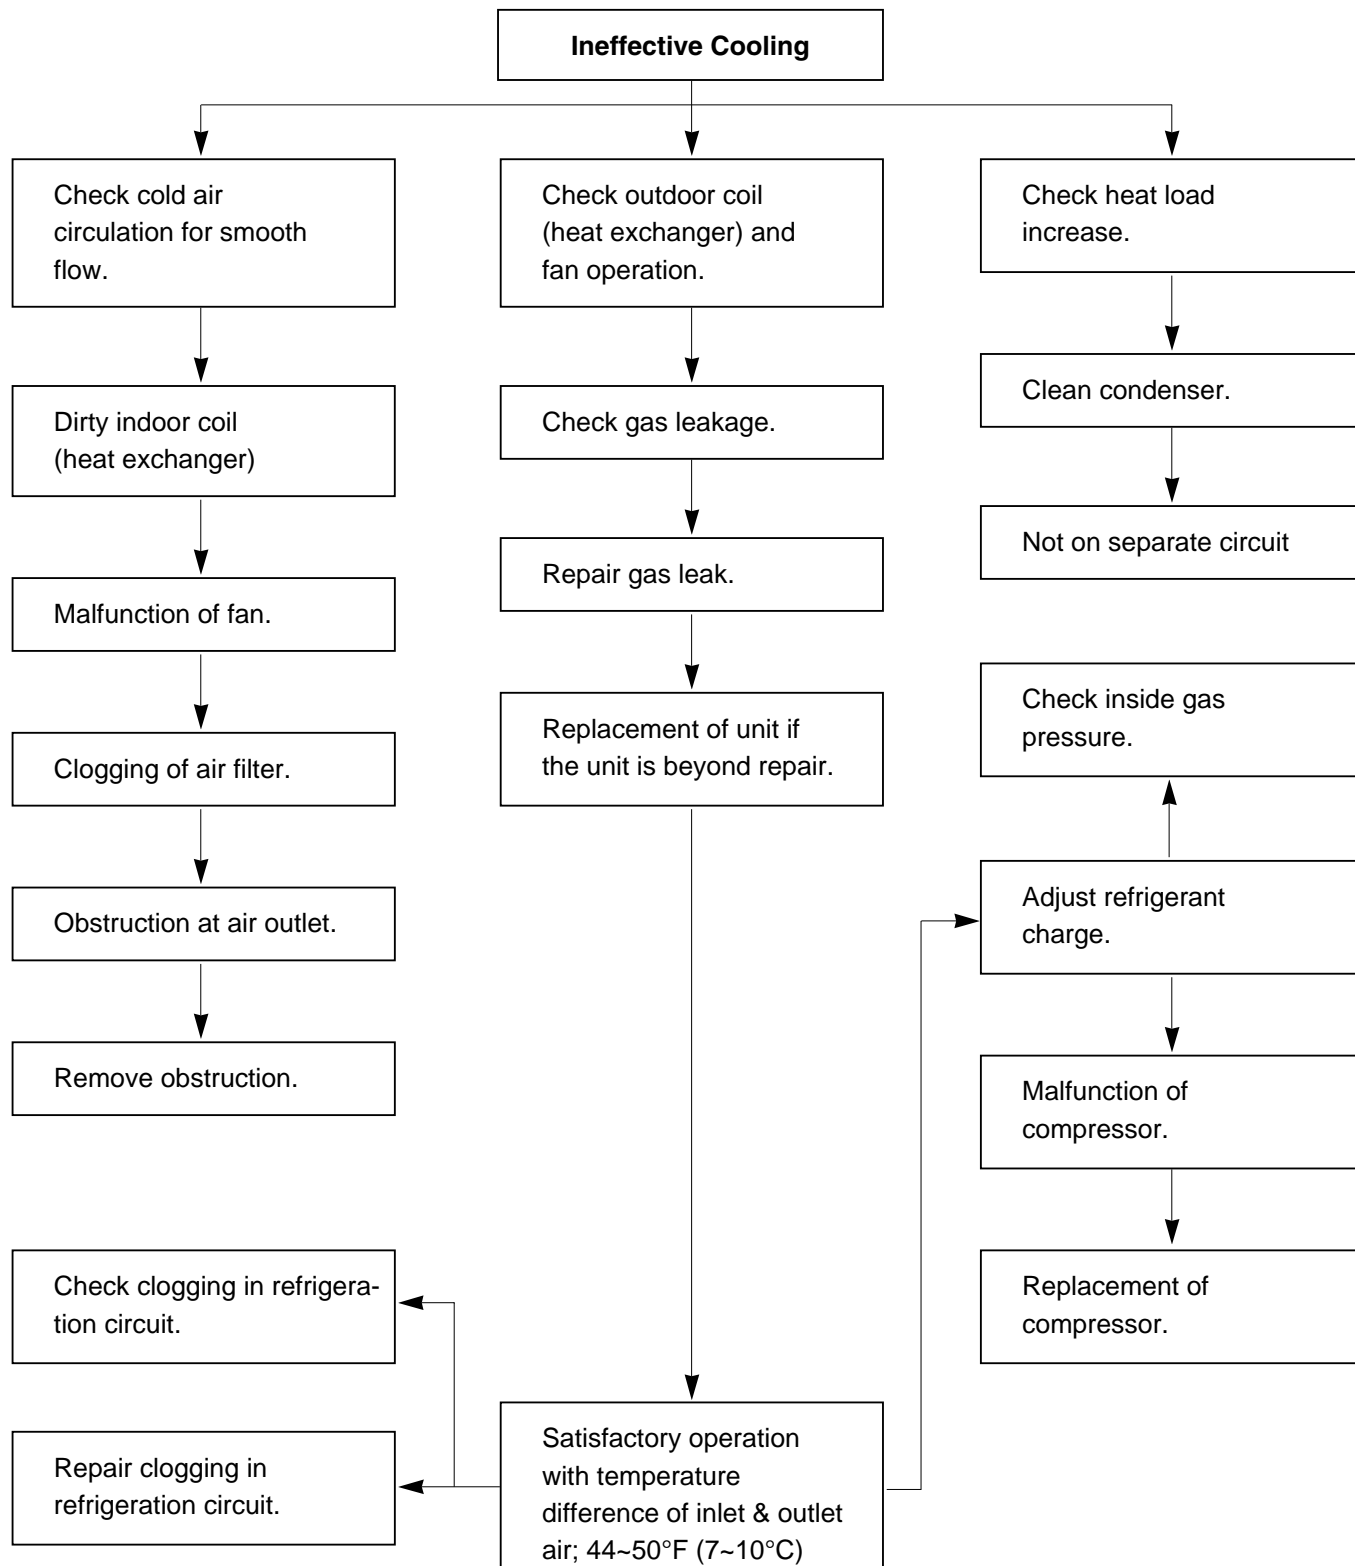 Ineffective Cooling
Check cold air
circulation for smooth
flow.
Dirty indoor coil
(heat exchanger)
Malfunction of fan.
Clogging of air filter.
Obstruction at air outlet.
Remove obstruction.
Check outdoor coil
(heat exchanger) and
fan operation.
Check gas leakage.
Repair gas leak.
Replacement of unit if
the unit is beyond repair.
Check heat load
increase.
Clean condenser.
Not on separate circuit
Check inside gas
pressure.
Adjust refrigerant
charge.
Malfunction of
compressor.
Replacement of
compressor.
Check clogging in refrigera-
tion circuit.
Repair clogging in
refrigeration circuit.
Satisfactory operation
with temperature
difference of inlet & outlet
air; 44~50°F (7~10°C)